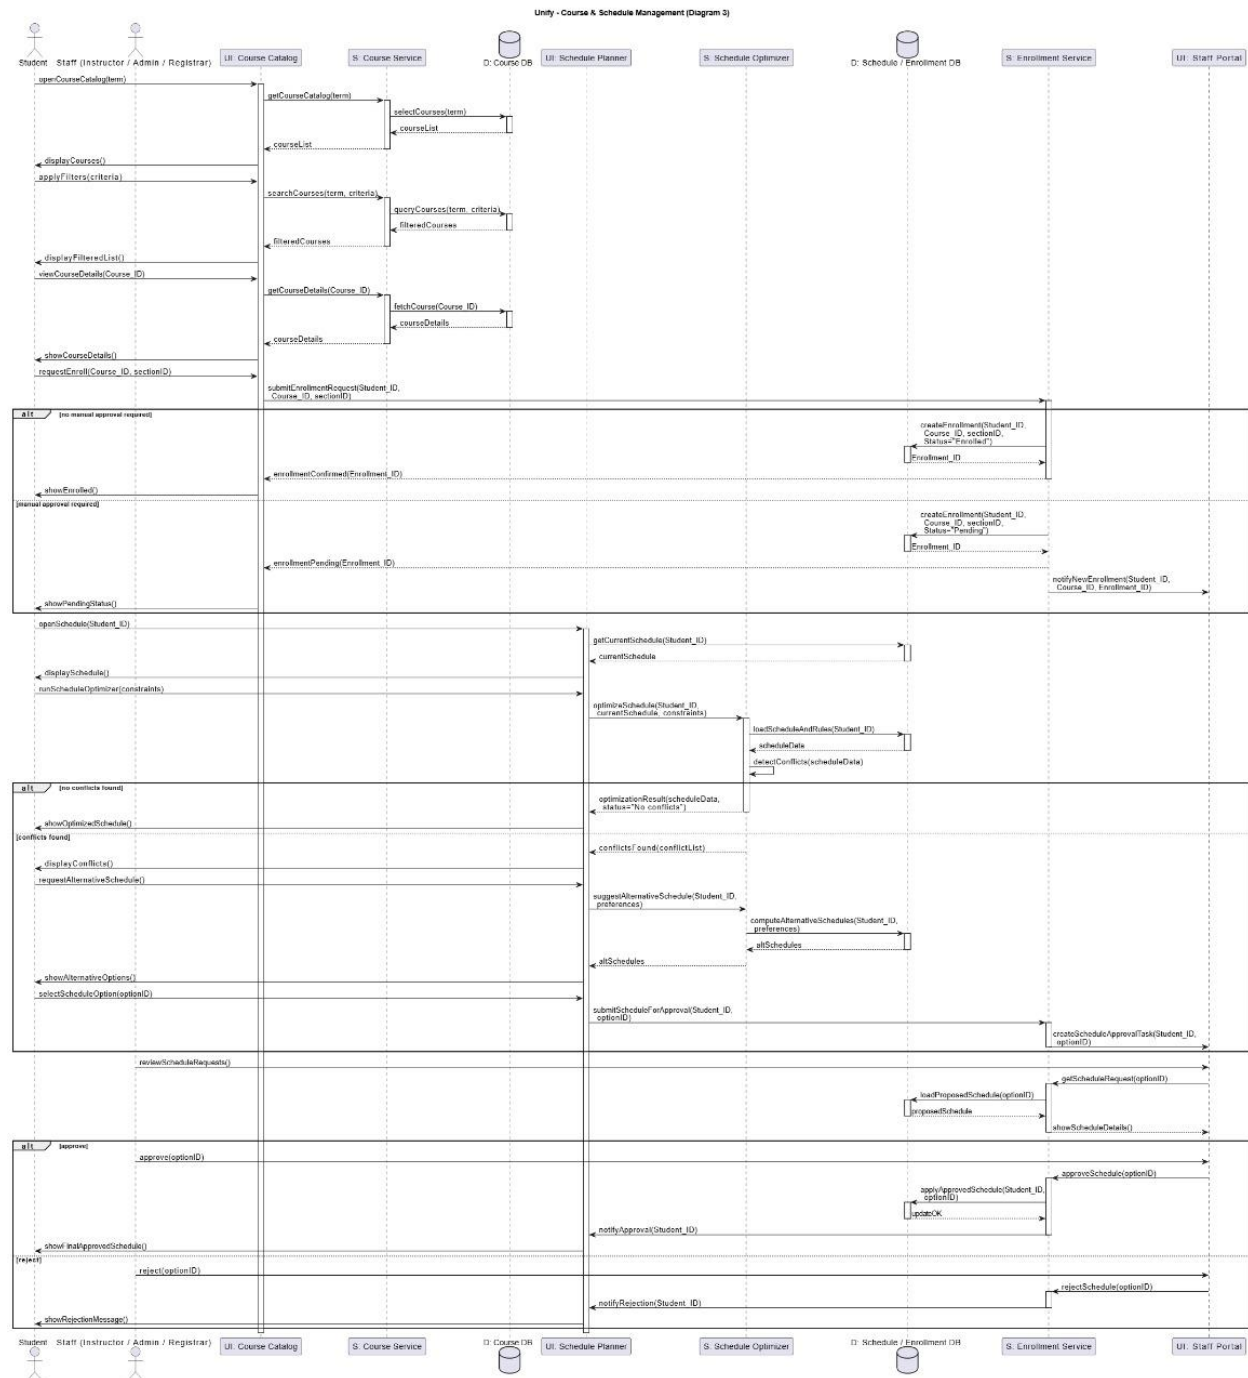 Unify - Course & Schedule Management (Diagram 3)
Student
Staff (Instructor / Admin / Registrar)
UI: Course Catalog
S: Course Service
D: Course DB
UI: Schedule Planner
S: Schedule Optimizer
D: Schedule / Enrollment DB
S: Enrollment Service
UI: Staff Portal
openCourseCatalog(term)
getCourseCatalog(term)
selectCourses(term)
courseList
courseList
displayCourses()
applyFilters(criteria)
searchCourses(term, criteria)
queryCourses(term, criteria)
filteredCourses
filteredCourses
displayFilteredList()
viewCourseDetails(Course_ID)
getCourseDetails(Course_ID)
fetchCourse(Course_ID)
courseDetails
courseDetails
showCourseDetails()
requestEnroll(Course_ID, sectionID)
submitEnrollmentRequest(Student_ID,
Course_ID, sectionID)
alt
[no manual approval required]
createEnrollment(Student_ID,
Course_ID, sectionID,
Status="Enrolled")
Enrollment_ID
enrollmentConfirmed(Enrollment_ID)
showEnrolled()
[manual approval required]
createEnrollment(Student_ID,
Course_ID, sectionID,
Status="Pending")
Enrollment_ID
enrollmentPending(Enrollment_ID)
notifyNewEnrollment(Student_ID,
Course_ID, Enrollment_ID)
showPendingStatus()
openSchedule(Student_ID)
getCurrentSchedule(Student_ID)
currentSchedule
displaySchedule()
runScheduleOptimizer(constraints)
optimizeSchedule(Student_ID,
currentSchedule, constraints)
loadScheduleAndRules(Student_ID)
scheduleData
detectConflicts(scheduleData)
alt
[no conflicts found]
optimizationResult(scheduleData,
status="No conflicts")
showOptimizedSchedule()
[conflicts found]
conflictsFound(conflictList)
displayConflicts()
requestAlternativeSchedule()
suggestAlternativeSchedule(Student_ID,
preferences)
computeAlternativeSchedules(Student_ID,
preferences)
altSchedules
altSchedules
showAlternativeOptions()
selectScheduleOption(optionID)
submitScheduleForApproval(Student_ID,
optionID)
createScheduleApprovalTask(Student_ID,
optionID)
reviewScheduleRequests()
getScheduleRequest(optionID)
loadProposedSchedule(optionID)
proposedSchedule
showScheduleDetails()
alt
[approve]
approve(optionID)
approveSchedule(optionID)
applyApprovedSchedule(Student_ID,
optionID)
updateOK
notifyApproval(Student_ID)
showFinalApprovedSchedule()
[reject]
reject(optionID)
rejectSchedule(optionID)
notifyRejection(Student_ID)
showRejectionMessage()
Student
Staff (Instructor / Admin / Registrar)
UI: Course Catalog
S: Course Service
D: Course DB
UI: Schedule Planner
S: Schedule Optimizer
D: Schedule / Enrollment DB
S: Enrollment Service
UI: Staff Portal